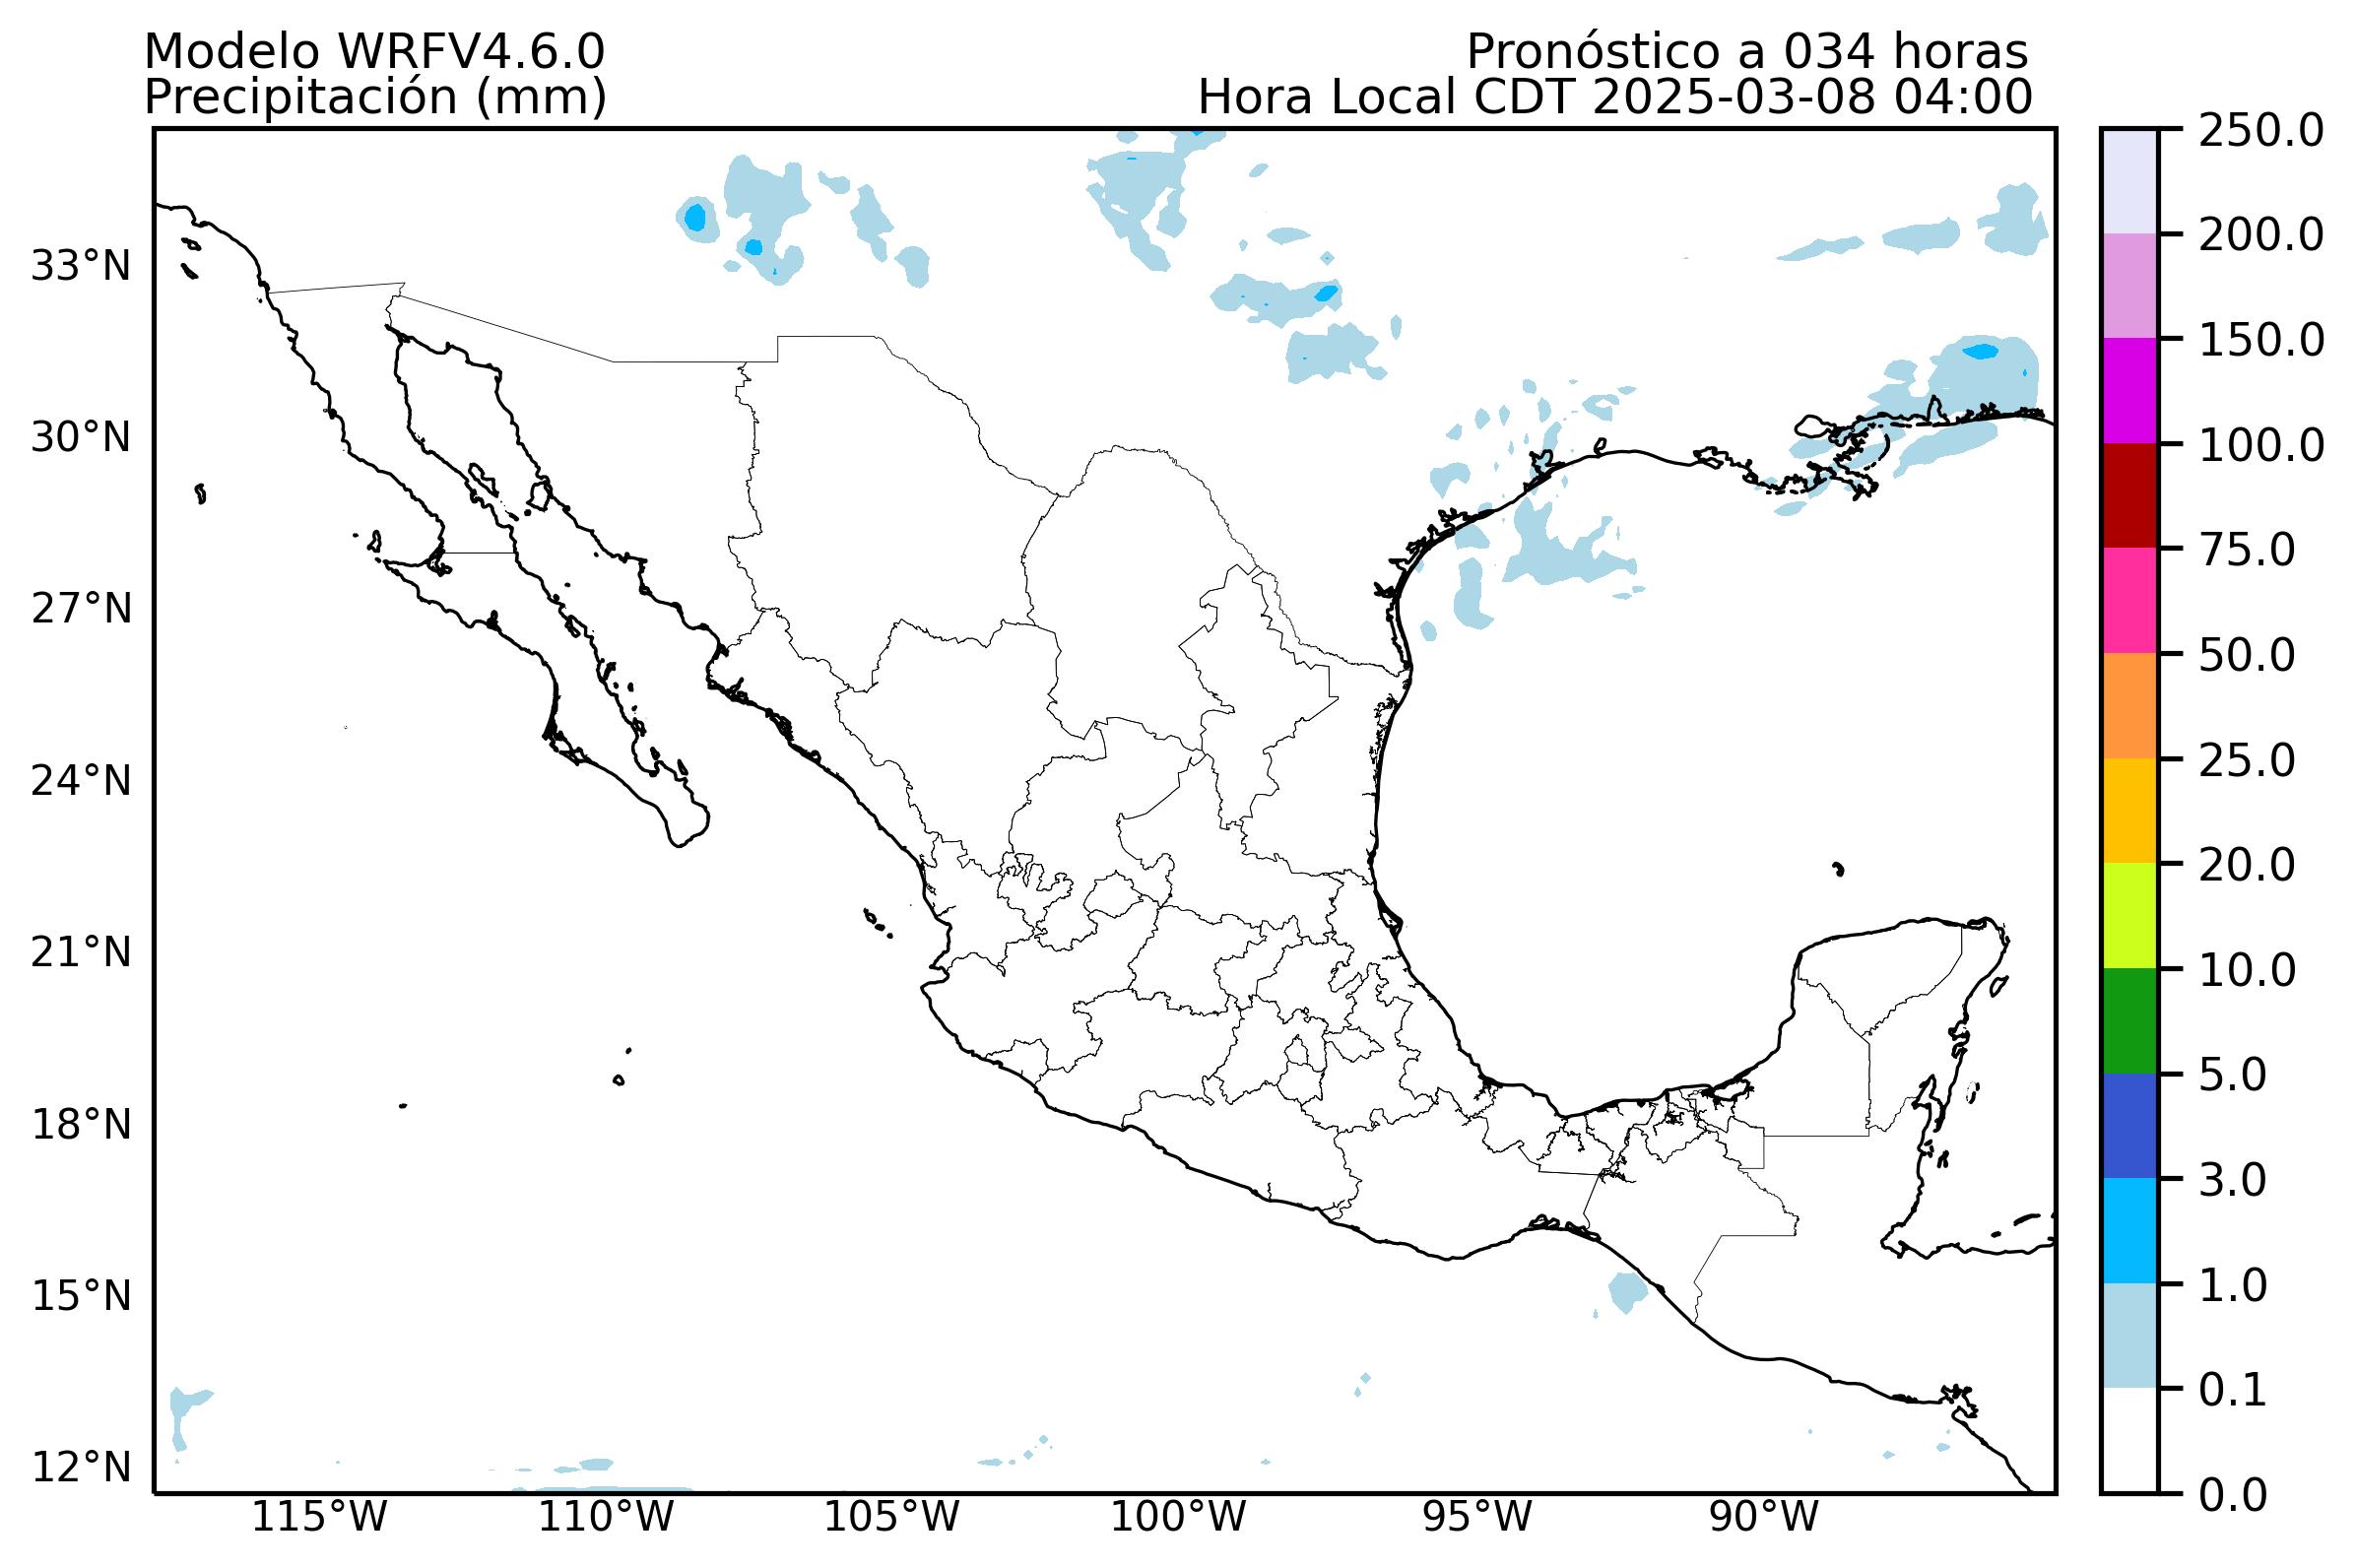 Modelo WRFV4.6.0
Precipitación (mm)
Pronóstico a 034 horas
Hora Local CDT 2025-03-08 04:00
33°N
30°N
27°N
24°N
21°N
18°N
15°N
12°N
115°W
110°W
105°W
100°W
95°W
90°W
250.0
200.0
150.0
100.0
75.0
50.0
25.0
20.0
10.0
5.0
3.0
1.0
0.1
0.0